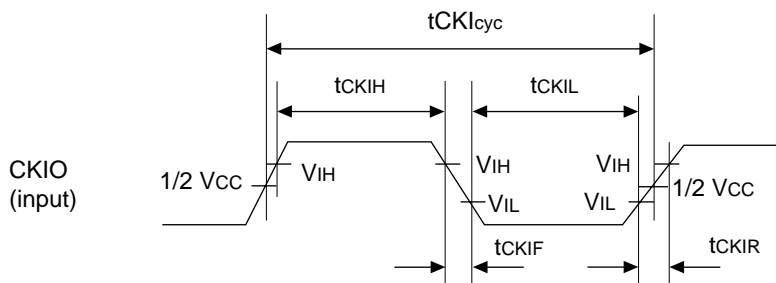 tCKIcyc
tCKIH
tCKIL
CKIO
(input)
1/2 VCC
VIH
VIH
VIL
VIH
VIL
1/2 VCC
tCKIF
tCKIR